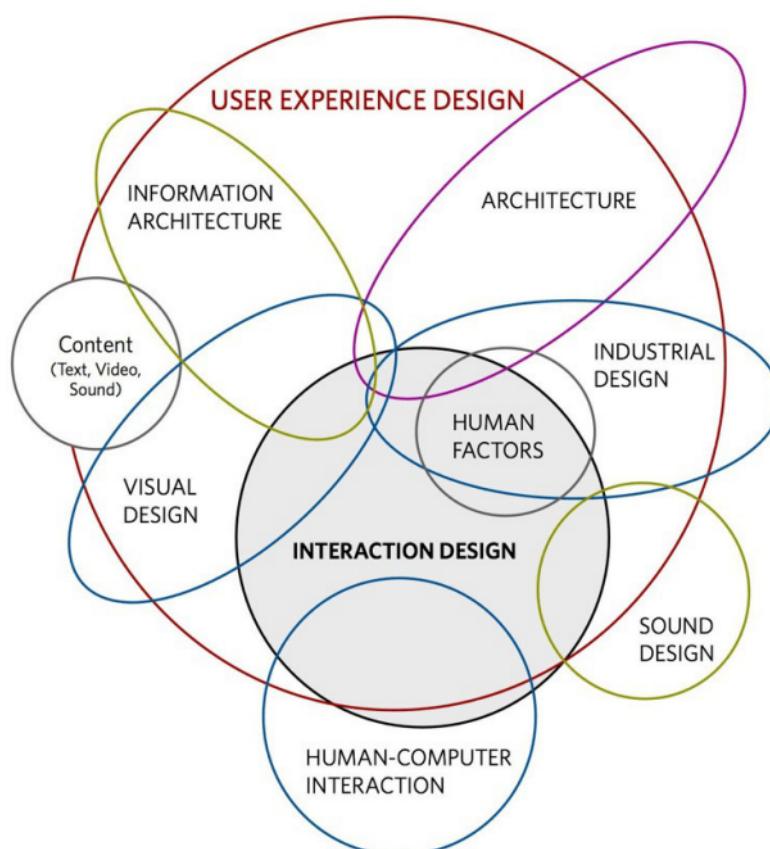 USER EXPERIENCE DESIGN
INFORMATION
ARCHITECTURE
ARCHITECTURE
Content
(Text, Video,
Sound)
INDUSTRIAL
DESIGN
HUMAN
FACTORS
VISUAL
DESIGN
INTERACTION DESIGN
SOUND
DESIGN
HUMAN-COMPUTER
INTERACTION